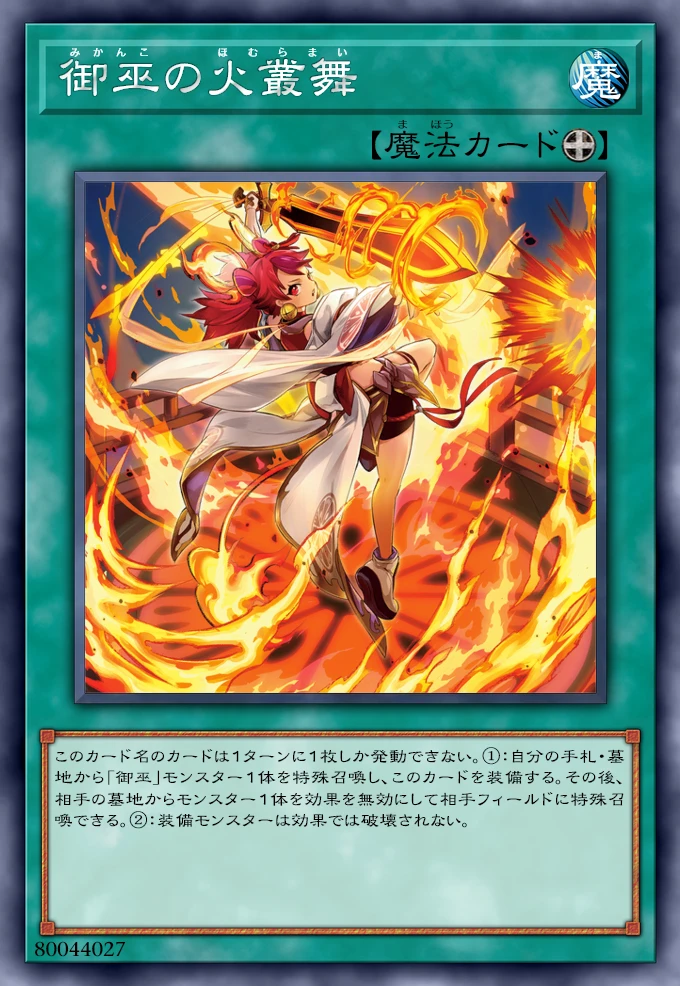 みかんこ ほむらまい
御巫の火叢舞
ま
魔
ま ほう
【魔法カード】
このカード名のカードは1ターンに1枚しか発動できない。①:自分の手札・墓
地から「御巫」モンスター1体を特殊召喚し、このカードを装備する。その後、
相手の墓地からモンスター1体を効果を無効にして相手フィールドに特殊召
喚できる。②:装備モンスターは効果では破壊されない。
80044027